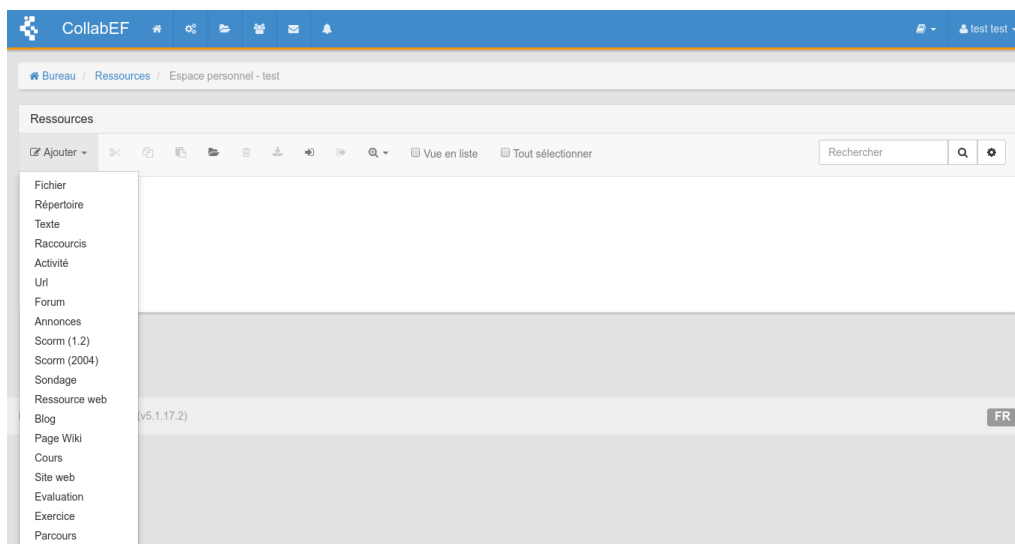 CollabEF
test test
Bureau / Ressources / Espace personnel - test
Ressources
Ajouter
Vue en liste
Tout sélectionner
Rechercher
Fichier
Répertoire
Texte
Raccourcis
Activité
Url
Forum
Annonces
Scorm (1.2)
Scorm (2004)
Sondage
Ressource web
Blog
(v5.1.17.2)
FR
Page Wiki
Cours
Site web
Evaluation
Exercice
Parcours